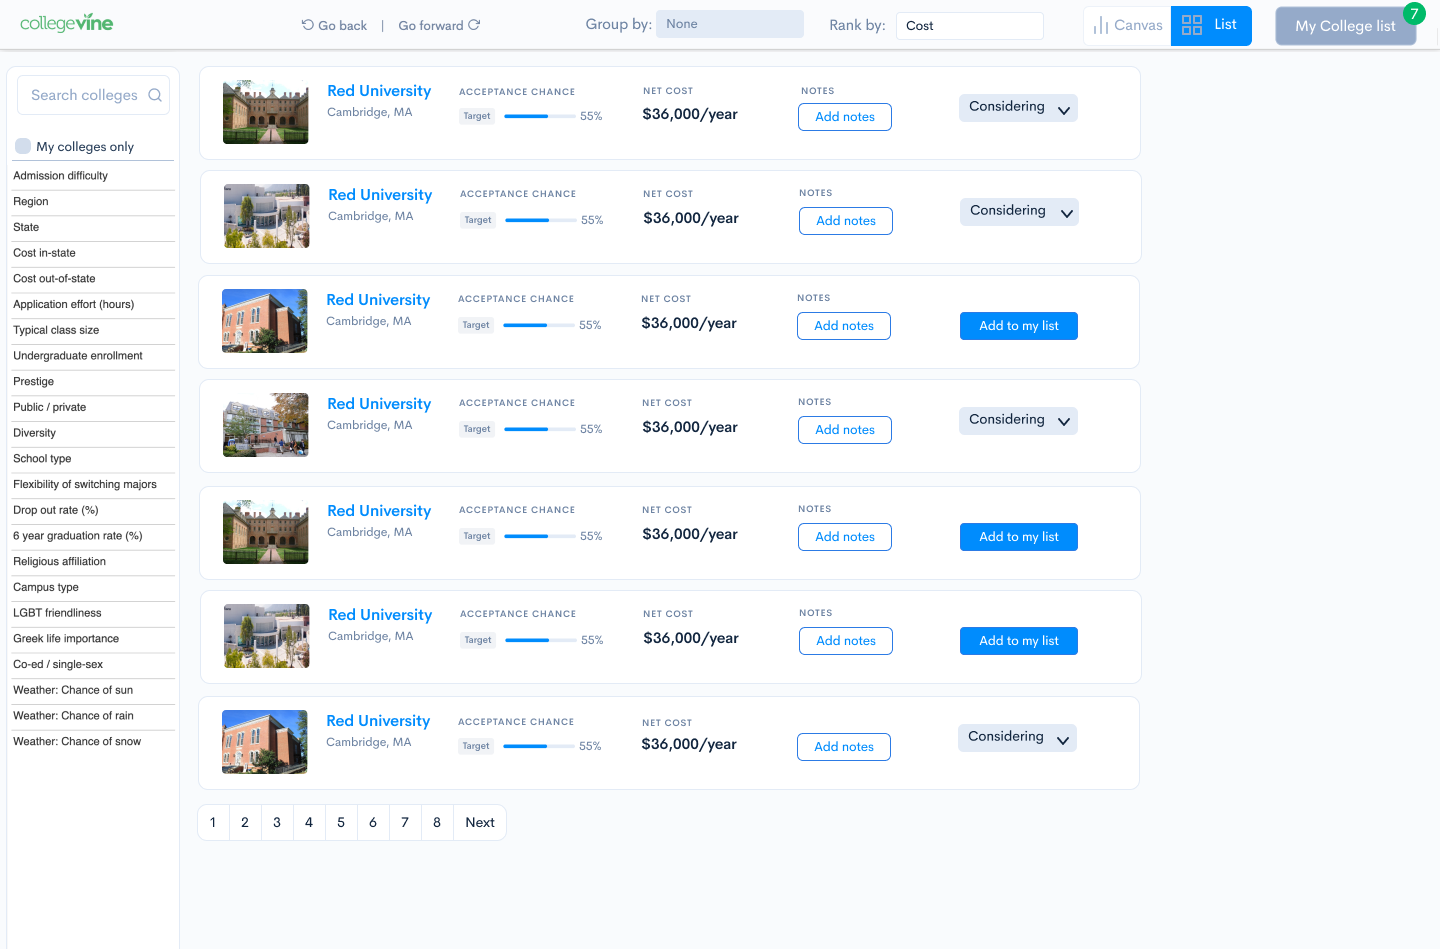 collegevine
Go back | Go forward
Group by: None
Rank by: Cost
Canvas
List
My College list
7
Search colleges
My colleges only
Admission difficulty
Region
State
Cost in-state
Cost out-of-state
Application effort (hours)
Typical class size
Undergraduate enrollment
Prestige
Public / private
Diversity
School type
Flexibility of switching majors
Drop out rate (%)
6 year graduation rate (%)
Religious affiliation
Campus type
LGBT friendliness
Greek life importance
Co-ed / single-sex
Weather: Chance of sun
Weather: Chance of rain
Weather: Chance of snow
Red University
Cambridge, MA
ACCEPTANCE CHANCE
Target 55%
NET COST
$36,000/year
NOTES
Add notes
Considering
Red University
Cambridge, MA
ACCEPTANCE CHANCE
Target 55%
NET COST
$36,000/year
NOTES
Add notes
Considering
Red University
Cambridge, MA
ACCEPTANCE CHANCE
Target 55%
NET COST
$36,000/year
NOTES
Add notes
Add to my list
Red University
Cambridge, MA
ACCEPTANCE CHANCE
Target 55%
NET COST
$36,000/year
NOTES
Add notes
Considering
Red University
Cambridge, MA
ACCEPTANCE CHANCE
Target 55%
NET COST
$36,000/year
NOTES
Add notes
Add to my list
Red University
Cambridge, MA
ACCEPTANCE CHANCE
Target 55%
NET COST
$36,000/year
NOTES
Add notes
Add to my list
Red University
Cambridge, MA
ACCEPTANCE CHANCE
Target 55%
NET COST
$36,000/year
Add notes
Considering
1 2 3 4 5 6 7 8 Next